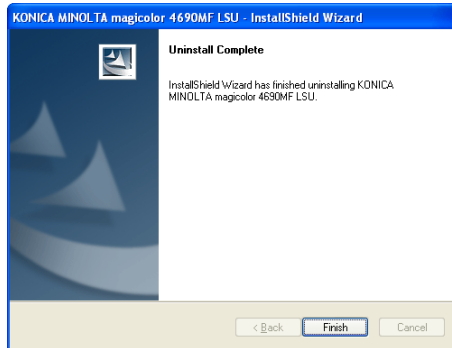 KONICA MINOLTA magicolor 4690MF LSU - InstallShield Wizard
Uninstall Complete
InstallShield Wizard has finished uninstalling KONICA
MINOLTA magicolor 4690MF LSU.
< Back
Finish
Cancel